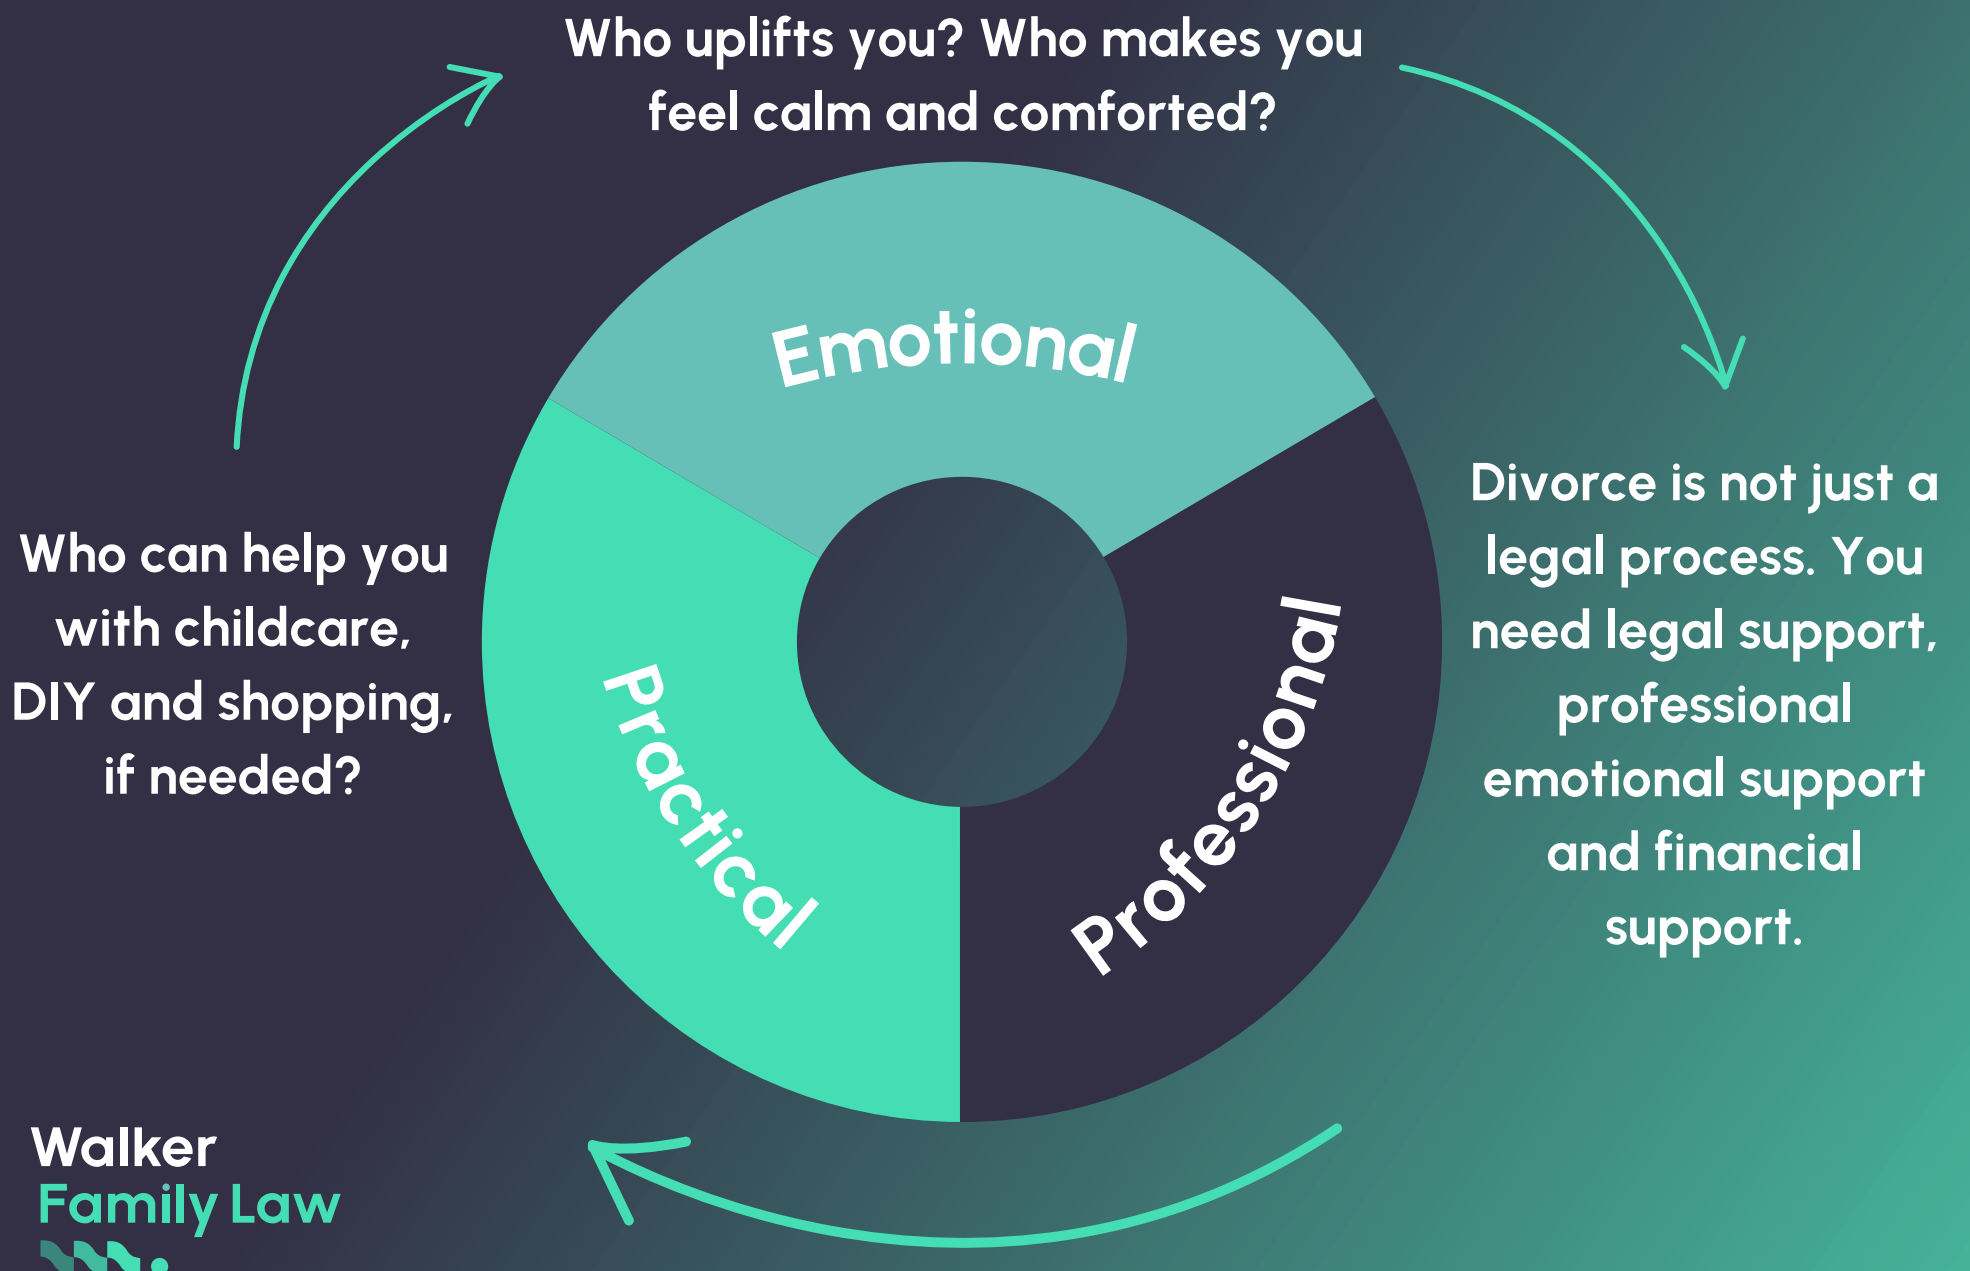 Who uplifts you? Who makes you
feel calm and comforted?
Emotional
Professional
Practical
Divorce is not just a
legal process. You
need legal support,
professional
emotional support
and financial
support.
Who can help you
with childcare,
DIY and shopping,
if needed?
Walker
Family Law